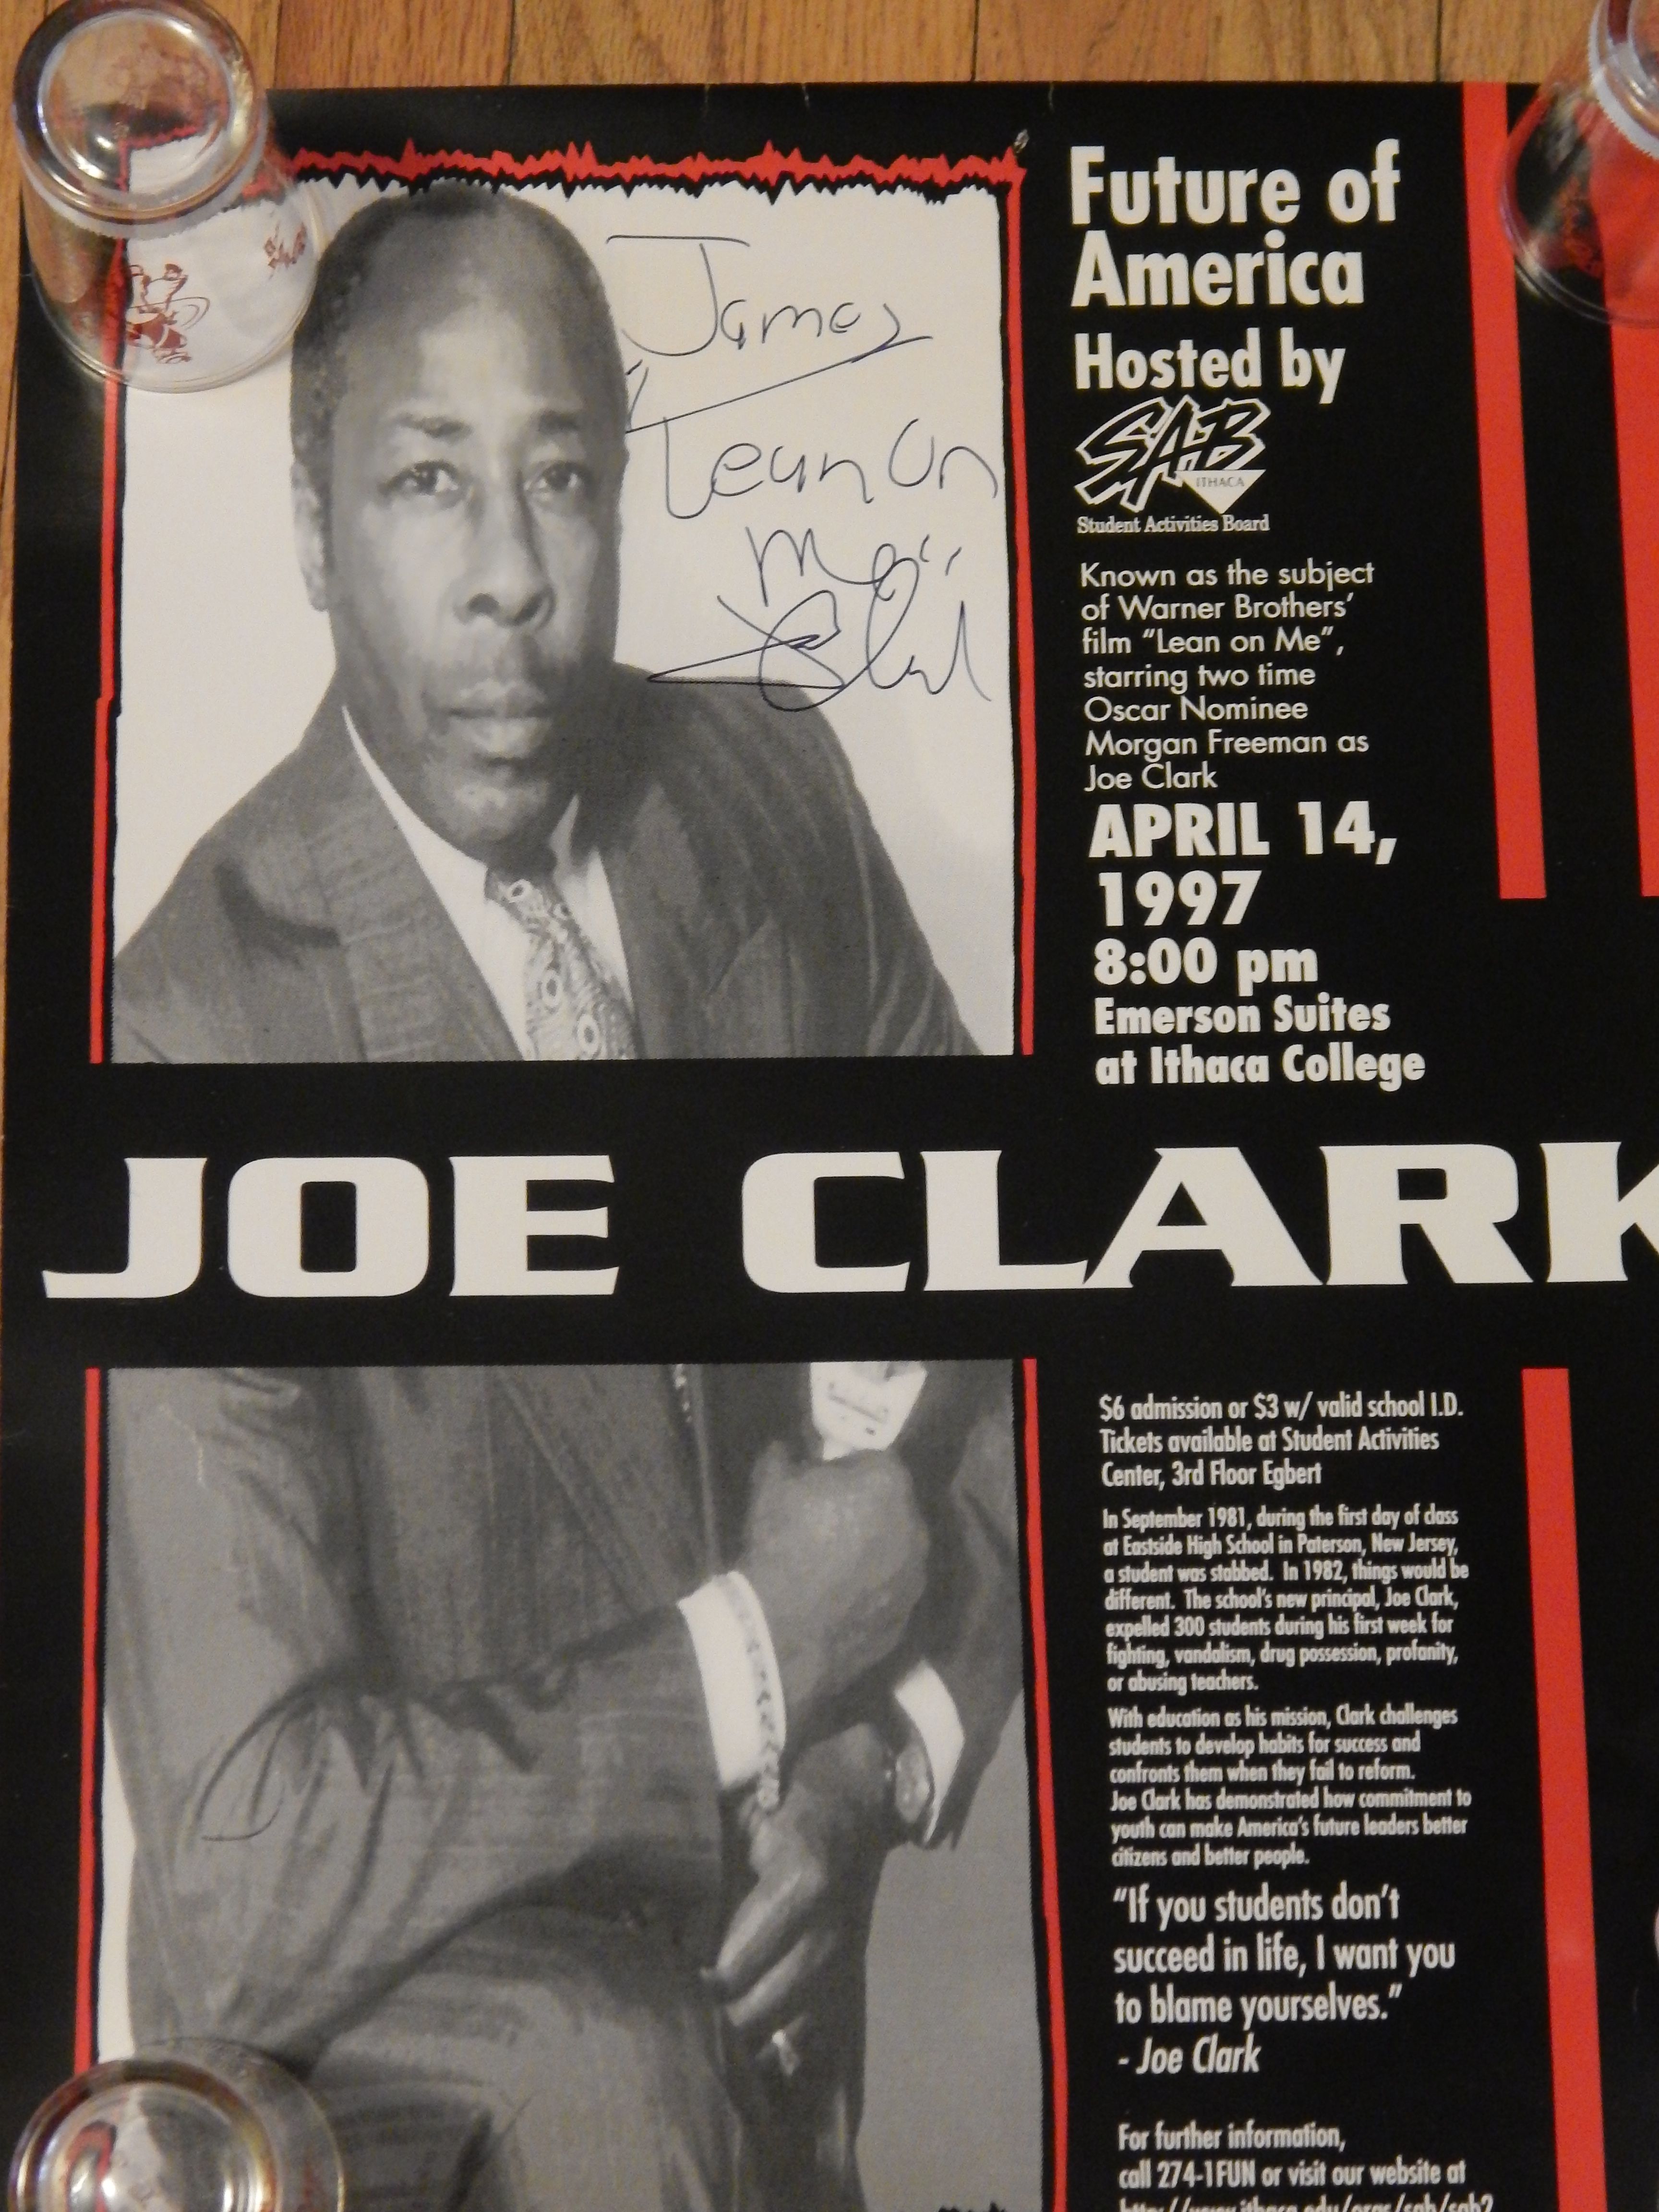 James
"Lean On
Me"
Future of
America
Hosted by
SAB
ITHACA
Student Activities Board
Known as the subject
of Warner Brothers'
film "Lean on Me",
starring two time
Oscar Nominee
Morgan Freeman as
Joe Clark
APRIL 14,
1997
8:00 pm
Emerson Suites
at Ithaca College
JOE CLARK
$6 admission or $3 w/ valid school I.D.
Tickets available at Student Activities
Center, 3rd Floor Egbert
In September 1981, during the first day of class
at Eastside High School in Paterson, New Jersey,
a student was stabbed. In 1982, things would be
different. The school's new principal, Joe Clark,
expelled 300 students during his first week for
fighting, vandalism, drug possession, profanity,
or abusing teachers.
With education as his mission, Clark challenges
students to develop habits for success and
confronts them when they fail to reform.
Joe Clark has demonstrated how commitment to
youth can make America's future leaders better
citizens and better people.
"If you students don't
succeed in life, I want you
to blame yourselves."
- Joe Clark
For further information,
call 274-1FUN or visit our website at
http://www.ithaca.edu/orgs/sab/sab2